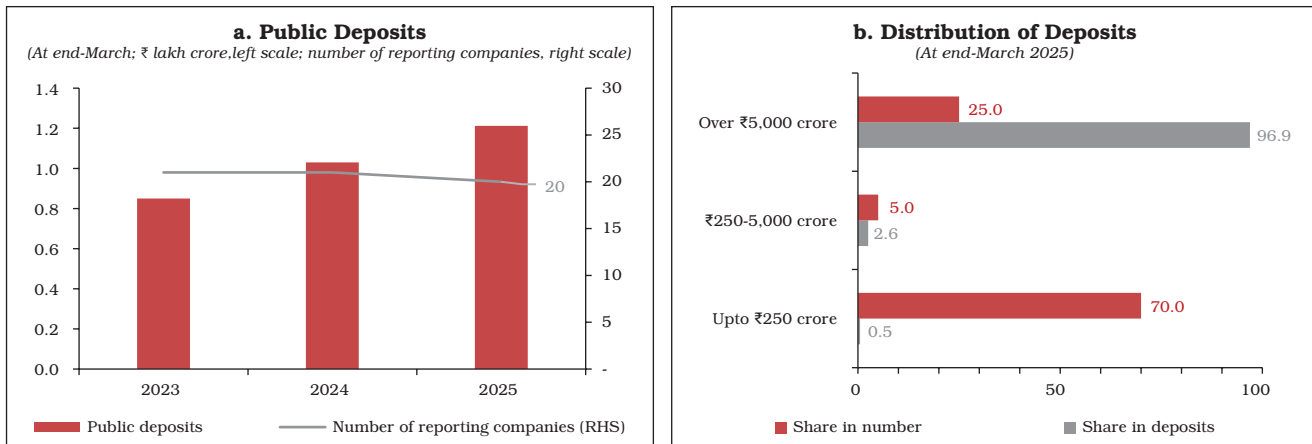 a. Public Deposits
(At end-March; ₹ lakh crore,left scale; number of reporting companies, right scale)
1.4
1.2
1.0
0.8
0.6
0.4
0.2
0.0
30
25
20
15
10
5
-
20
2023
2024
2025
Public deposits
Number of reporting companies (RHS)
b. Distribution of Deposits
(At end-March 2025)
Over ₹5,000 crore
25.0
96.9
₹250-5,000 crore
5.0
2.6
Upto ₹250 crore
70.0
0.5
0
50
100
Share in number
Share in deposits